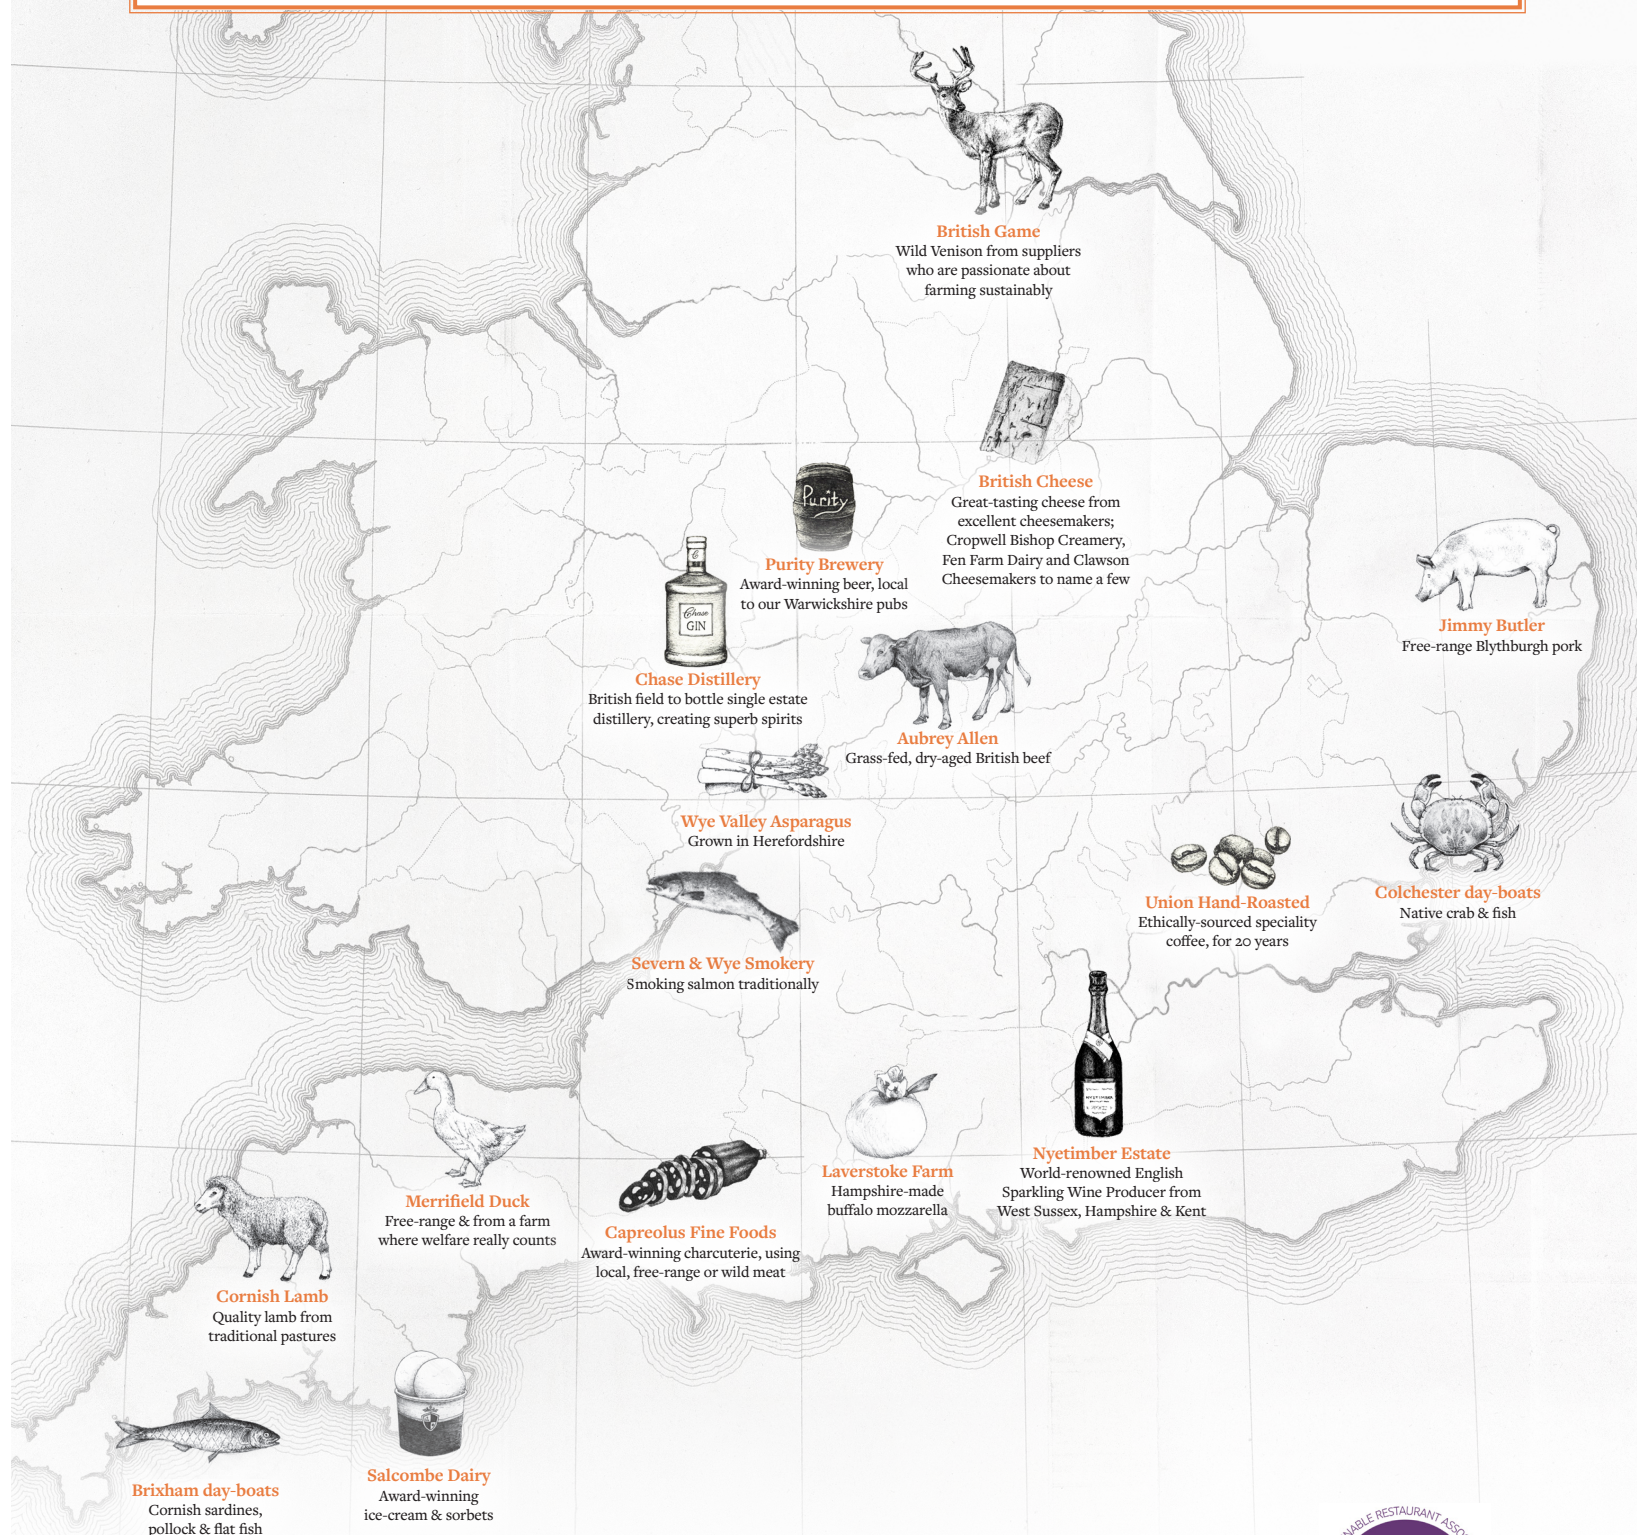 British Game
Wild Venison from suppliers
who are passionate about
farming sustainably
British Cheese
Great-tasting cheese from
excellent cheesemakers;
Cropwell Bishop Creamery,
Fen Farm Dairy and Clawson
Cheesemakers to name a few
Purity
Purity Brewery
Award-winning beer, local
to our Warwickshire pubs
Jimmy Butler
Free-range Blythburgh pork
Chase
GIN
Chase Distillery
British field to bottle single estate
distillery, creating superb spirits
Aubrey Allen
Grass-fed, dry-aged British beef
Wye Valley Asparagus
Grown in Herefordshire
Union Hand-Roasted
Ethically-sourced speciality
coffee, for 20 years
Colchester day-boats
Native crab & fish
Severn & Wye Smokery
Smoking salmon traditionally
NYETIMBER
Nyetimber Estate
World-renowned English
Sparkling Wine Producer from
West Sussex, Hampshire & Kent
Laverstoke Farm
Hampshire-made
buffalo mozzarella
Merrifield Duck
Free-range & from a farm
where welfare really counts
Capreolus Fine Foods
Award-winning charcuterie, using
local, free-range or wild meat
Cornish Lamb
Quality lamb from
traditional pastures
Salcombe Dairy
Award-winning
ice-cream & sorbets
Brixham day-boats
Cornish sardines,
pollock & flat fish
NABLE RESTAURANT ASSO